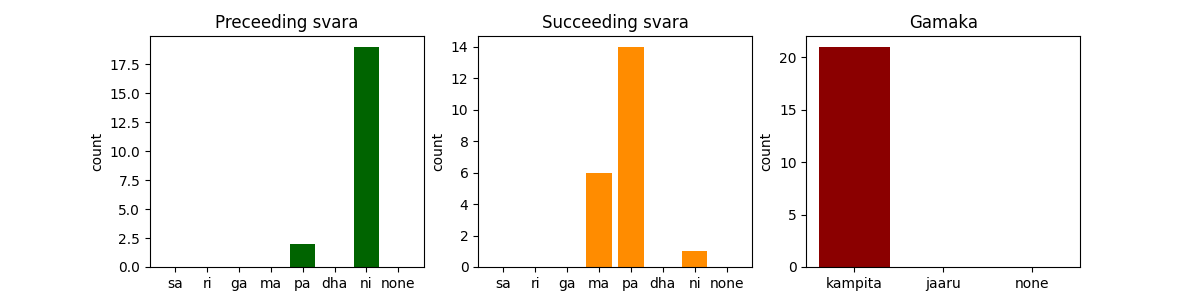 Preceeding svara
count
17.5
15.0
12.5
10.0
7.5
5.0
2.5
0.0
sa ri ga ma pa dha ni none
Succeeding svara
count
14
12
10
8
6
4
2
0
sa ri ga ma pa dha ni none
Gamaka
count
20
15
10
5
0
kampita jaaru none